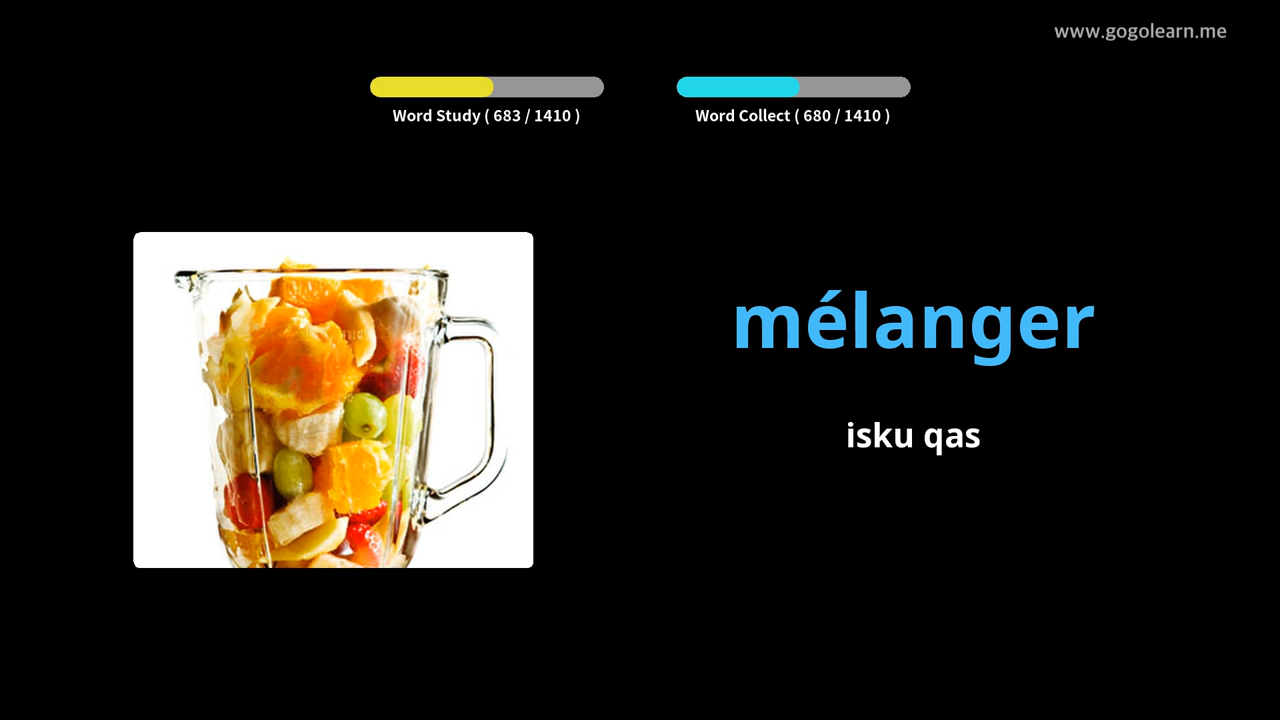 www.gogolearn.me
Word Study ( 683 / 1410 )
Word Collect ( 680 / 1410 )
mélanger
isku qas